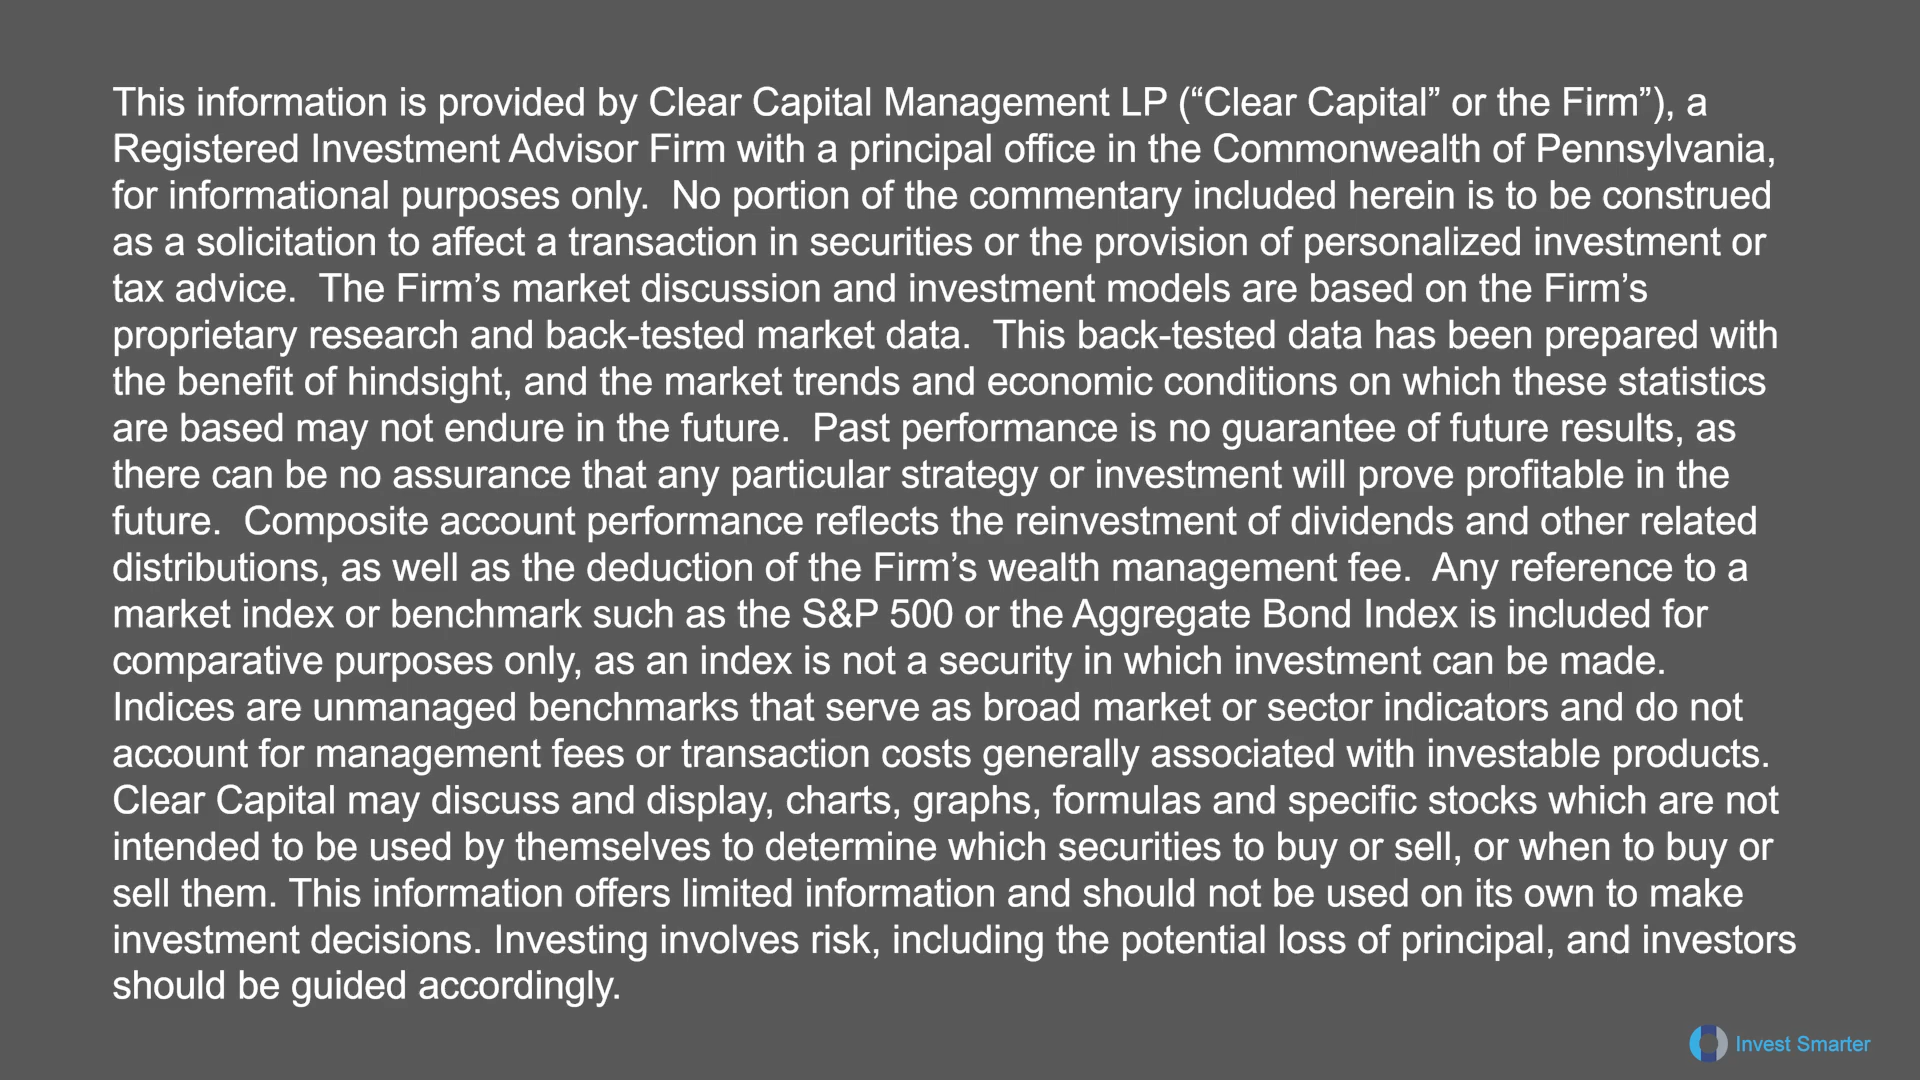 This information is provided by Clear Capital Management LP (“Clear Capital” or the Firm”), a
Registered Investment Advisor Firm with a principal office in the Commonwealth of Pennsylvania,
for informational purposes only.  No portion of the commentary included herein is to be construed
as a solicitation to affect a transaction in securities or the provision of personalized investment or
tax advice.  The Firm’s market discussion and investment models are based on the Firm’s
proprietary research and back-tested market data.  This back-tested data has been prepared with
the benefit of hindsight, and the market trends and economic conditions on which these statistics
are based may not endure in the future.  Past performance is no guarantee of future results, as
there can be no assurance that any particular strategy or investment will prove profitable in the
future.  Composite account performance reflects the reinvestment of dividends and other related
distributions, as well as the deduction of the Firm’s wealth management fee.  Any reference to a
market index or benchmark such as the S&P 500 or the Aggregate Bond Index is included for
comparative purposes only, as an index is not a security in which investment can be made.
Indices are unmanaged benchmarks that serve as broad market or sector indicators and do not
account for management fees or transaction costs generally associated with investable products.
Clear Capital may discuss and display, charts, graphs, formulas and specific stocks which are not
intended to be used by themselves to determine which securities to buy or sell, or when to buy or
sell them. This information offers limited information and should not be used on its own to make
investment decisions. Investing involves risk, including the potential loss of principal, and investors
should be guided accordingly.
Invest Smarter